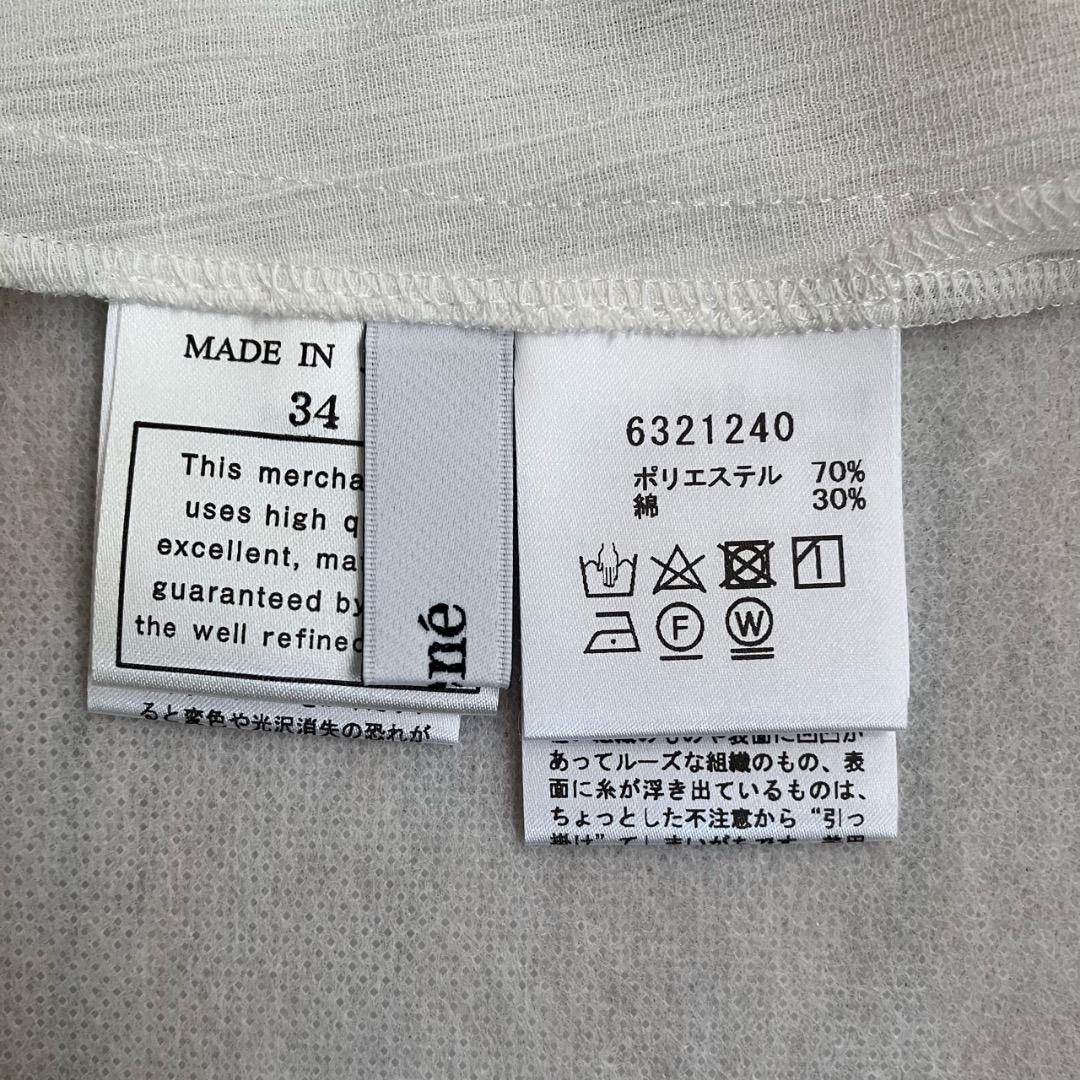 MADE IN
34
This mercha
uses high q
excellent, ma
guaranteed by
the well refined
ると変色や光沢消失の恐れが
né
6321240
ポリエステル 70%
綿 30%
F W
あってルーズな組織のもの、表
面に糸が浮き出ているものは、
ちょっとした不注意から“引っ